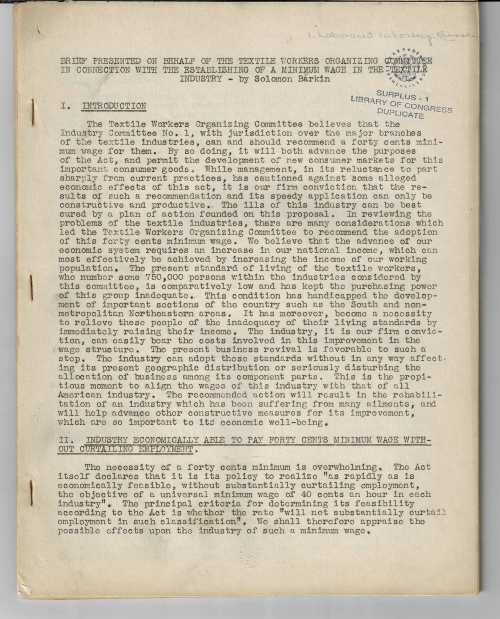 1. Labor and laboring classes
BRIEF PRESENTED ON BEHALF OF THE TEXTILE WORKERS ORGANIZING COMMITTEE
IN CONNECTION WITH THE ESTABLISHING OF A MINIMUM WAGE IN THE TEXTILE
INDUSTRY - by Solomon Barkin
SURPLUS - 1
LIBRARY OF CONGRESS
DUPLICATE
I. INTRODUCTION
The Textile Workers Organizing Committee believes that the
Industry Committee No. 1, with jurisdiction over the major branches
of the textile industries, can and should recommend a forty cents mini-
mum wage for them. By so doing, it will both advance the purposes
of the Act, and permit the development of new consumer markets for this
important consumer goods. While management, in its reluctance to part
sharply from current practices, has cautioned against some alleged
economic effects of this act, it is our firm conviction that the re-
sults of such a recommendation and its speedy application can only be
constructive and productive. The ills of this industry can be best
cured by a plan of action founded on this proposal. In reviewing the
problems of the textile industries, there are many considerations which
led the Textile Workers Organizing Committee to recommend the adoption
of this forty cents minimum wage. We believe that the advance of our
economic system requires an increase in our national income, which can
most effectively be achieved by increasing the income of our working
population. The present standard of living of the textile workers,
who number some 750,000 persons within the industries considered by
this committee, is comparatively low and has kept the purchasing power
of this group inadequate. This condition has handicapped the develop-
ment of important sections of the country such as the South and non-
metropolitan Northeastern areas. It has moreover, become a necessity
to relieve these people of the inadequacy of their living standards by
immediately raising their income. The industry, it is our firm convic-
tion, can easily bear the costs involved in this improvement in the
wage structure. The present business revival is favorable to such a
step. The industry can adopt these standards without in any way affect-
ing its present geographic distribution or seriously disturbing the
allocation of business among its component parts. This is the propi-
tious moment to align the wages of this industry with that of all
American industry. The recommended action will result in the rehabili-
tation of an industry which has been suffering from many ailments, and
will help advance other constructive measures for its improvement,
which are so important to its economic well-being.
II. INDUSTRY ECONOMICALLY ABLE TO PAY FORTY CENTS MINIMUM WAGE WITH-
OUT CURTAILING EMPLOYMENT.
The necessity of a forty cents minimum is overwhelming. The Act
itself declares that it is its policy to realize "as rapidly as is
economically feasible, without substantially curtailing employment,
the objective of a universal minimum wage of 40 cents an hour in each
industry". The principal criteria for determining its feasibility
according to the Act is whether the rate "will not substantially curtail
employment in such classification". We shall therefore appraise the
possible effects upon the industry of such a minimum wage.